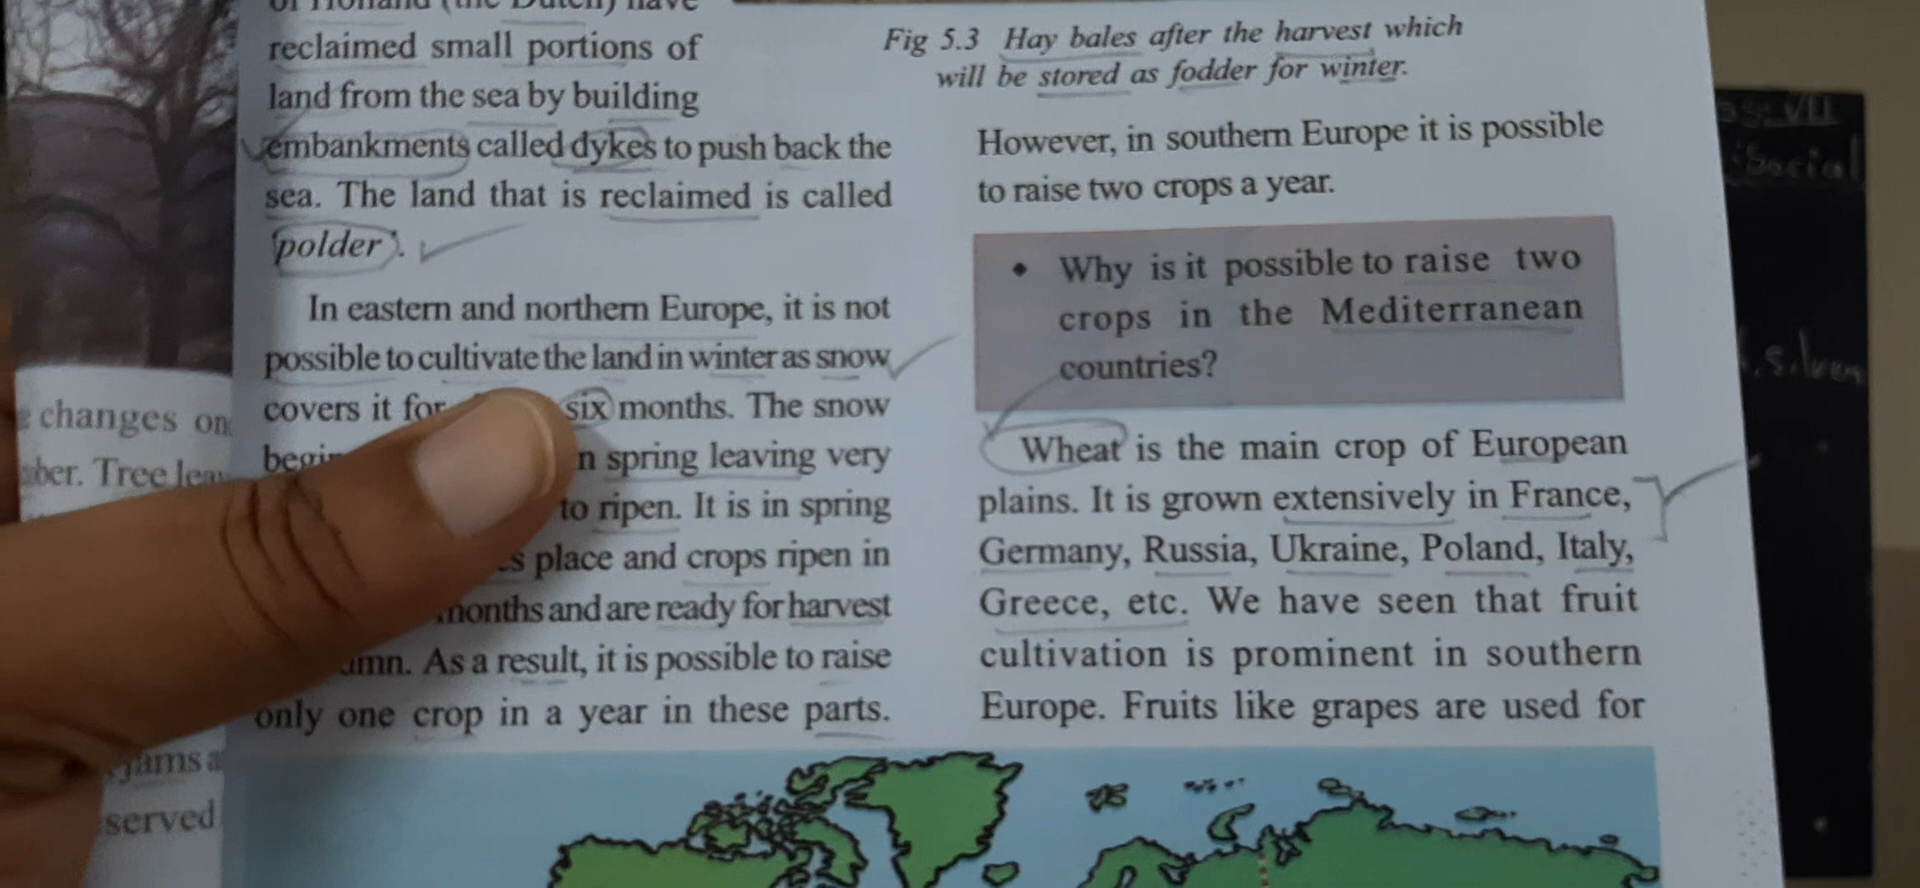 reclaimed small portions of
land from the sea by building
embankments called dykes to push back the
sea. The land that is reclaimed is called
'polder'.
In eastern and northern Europe, it is not
possible to cultivate the land in winter as snow
covers it for six months. The snow
spring leaving very
to ripen. It is in spring
place and crops ripen in
months and are ready for harvest
As a result, it is possible to raise
only one crop in a year in these parts.
Fig 5.3 Hay bales after the harvest which
will be stored as fodder for winter.
However, in southern Europe it is possible
to raise two crops a year.
• Why is it possible to raise two
crops in the Mediterranean
countries?
Wheat is the main crop of European
plains. It is grown extensively in France,
Germany, Russia, Ukraine, Poland, Italy,
Greece, etc. We have seen that fruit
cultivation is prominent in southern
Europe. Fruits like grapes are used for
changes on
Tree
served
Social